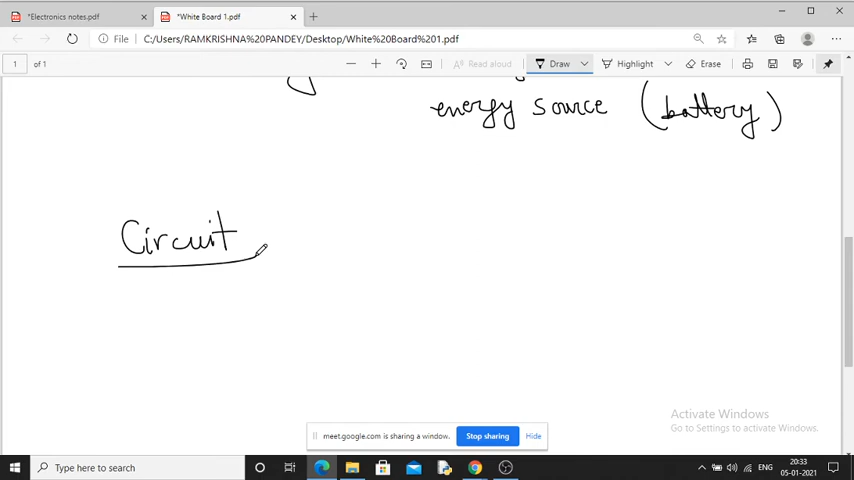 *Electronics notes.pdf
*White Board 1.pdf
File
C:/Users/RAMKRISHNA%20PANDEY/Desktop/White%20Board%201.pdf
1 of 1
Read aloud
Draw
Highlight
Erase
energy source (battery)
Circuit
Activate Windows
Go to Settings to activate Windows.
meet.google.com is sharing a window.
Stop sharing
Hide
Type here to search
ENG
20:33
05-01-2021